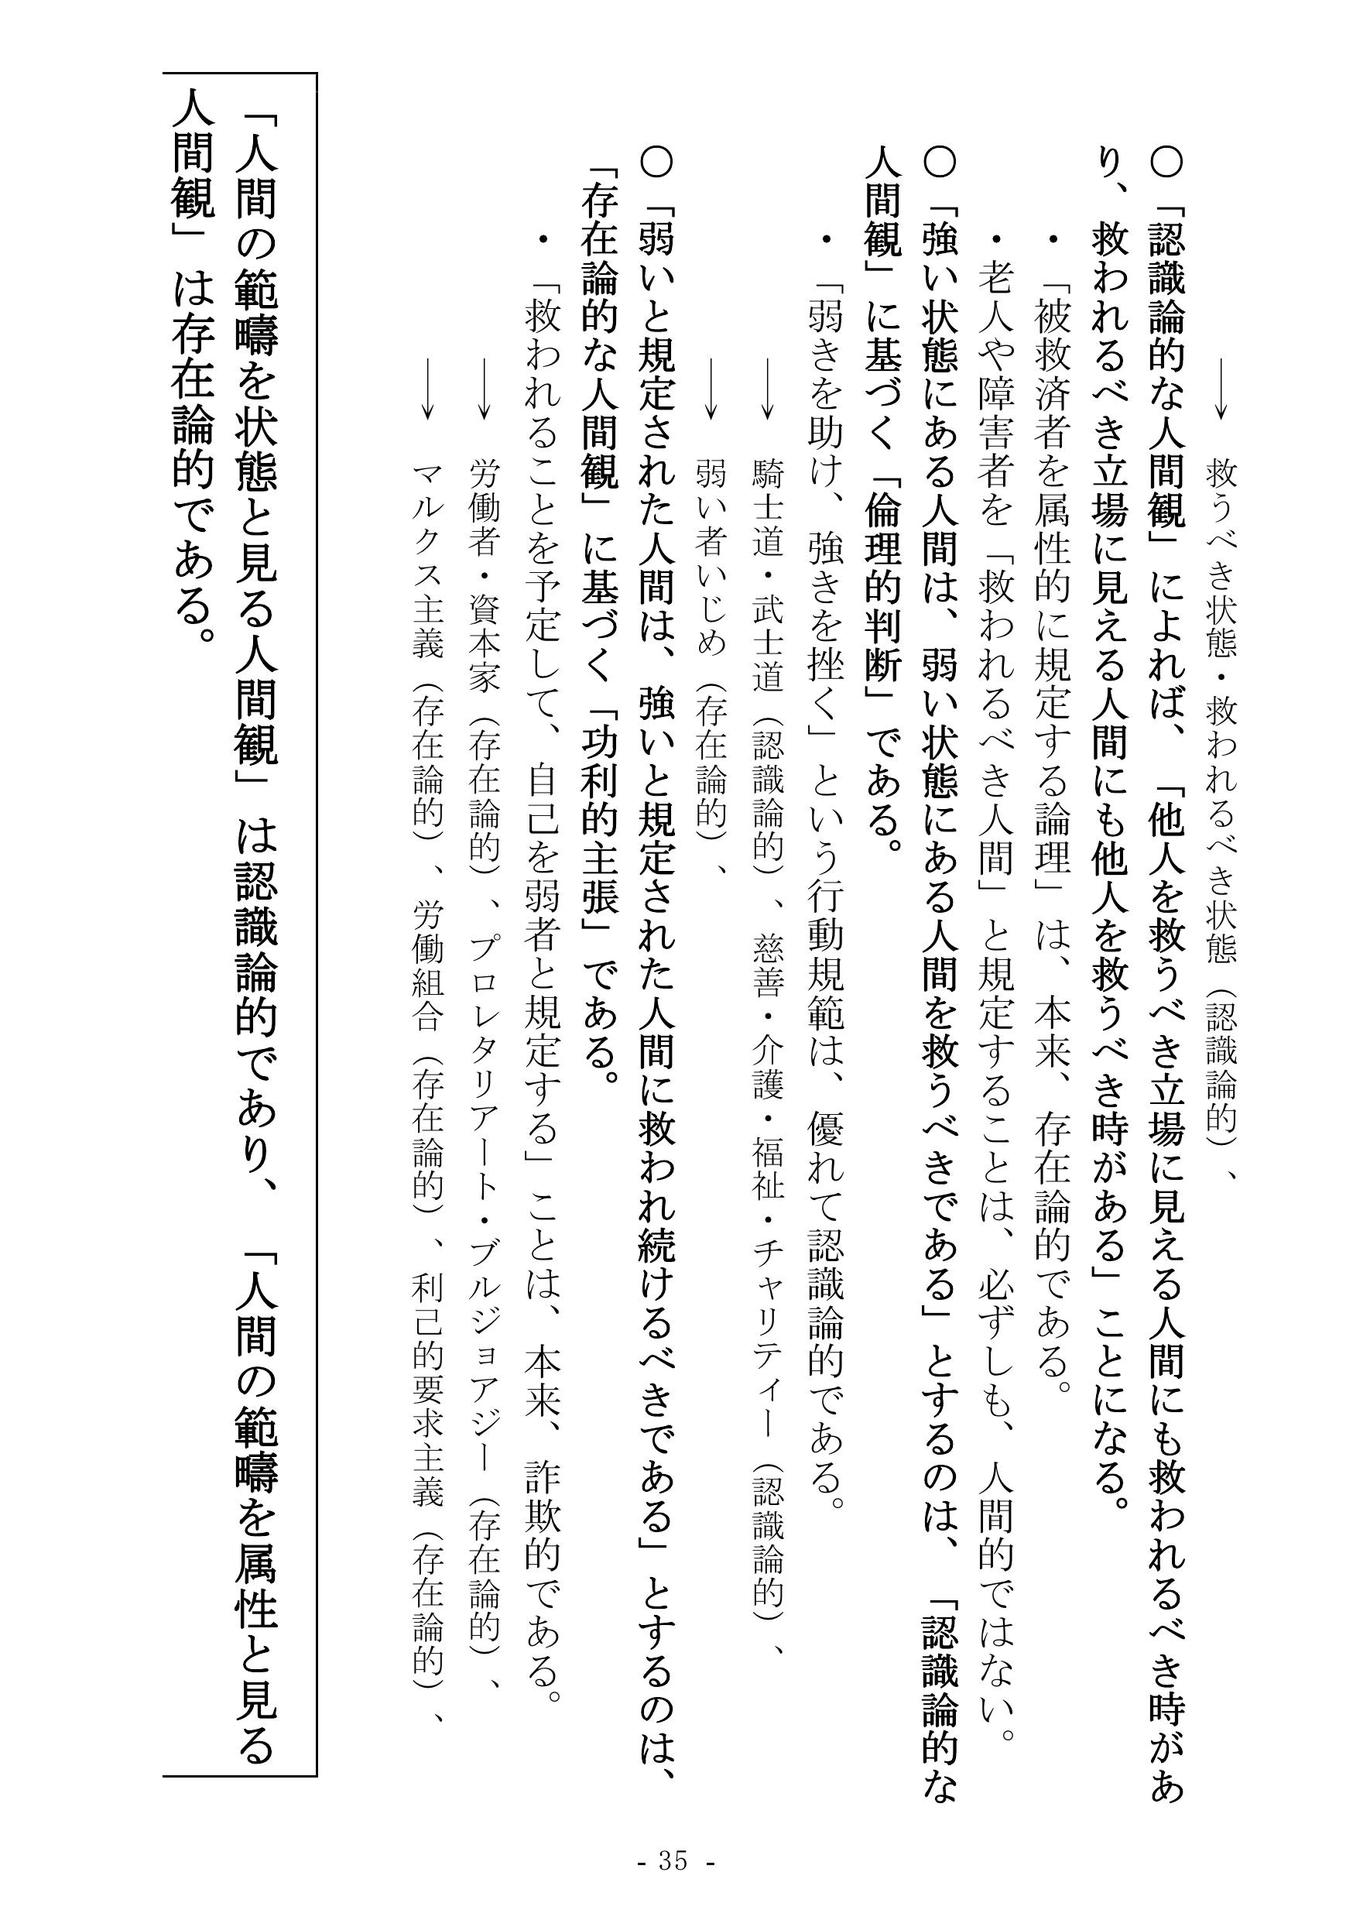 → 救うべき状態・救われるべき状態（認識論的）、
○「認識論的な人間観」によれば、「他人を救うべき立場に見える人間にも救われるべき時があ
り、救われるべき立場に見える人間にも他人を救うべき時がある」ことになる。
・「被救済者を属性的に規定する論理」は、本来、存在論的である。
・老人や障害者を「救われるべき人間」と規定することは、必ずしも、人間的ではない。
○「強い状態にある人間は、弱い状態にある人間を救うべきである」とするのは、「認識論的な
人間観」に基づく「倫理的判断」である。
・「弱きを助け、強きを挫く」という行動規範は、優れて認識論的である。
→ 騎士道・武士道（認識論的）、慈善・介護・福祉・チャリティー（認識論的）、
→ 弱い者いじめ（存在論的）、
○「弱いと規定された人間は、強いと規定された人間に救われ続けるべきである」とするのは、
「存在論的な人間観」に基づく「功利的主張」である。
・「救われることを予定して、自己を弱者と規定する」ことは、本来、詐欺的である。
→ 労働者・資本家（存在論的）、プロレタリアート・ブルジョアジー（存在論的）、
→ マルクス主義（存在論的）、労働組合（存在論的）、利己的要求主義（存在論的）、
「人間の範疇を状態と見る人間観」は認識論的であり、「人間の範疇を属性と見る
人間観」は存在論的である。
- 35 -